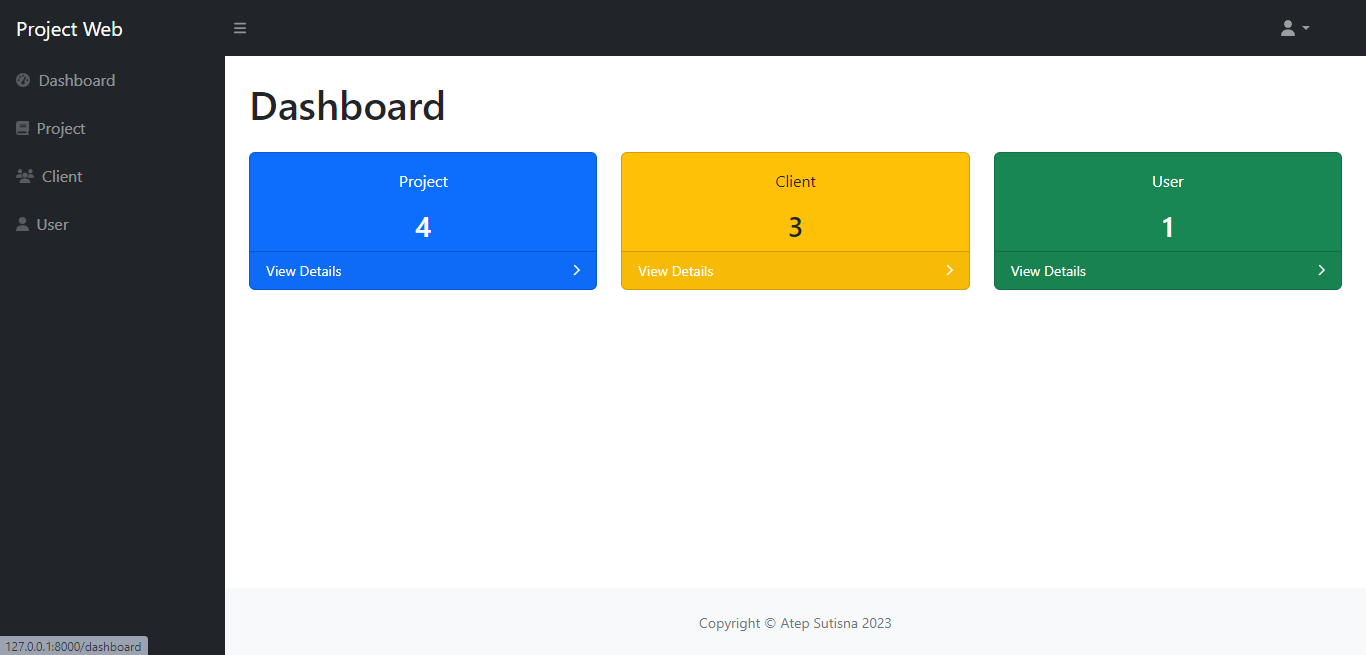 Project Web
Dashboard
Project
Client
User
Dashboard
Project
4
View Details
Client
3
View Details
User
1
View Details
Copyright © Atep Sutisna 2023
127.0.0.1:8000/dashboard